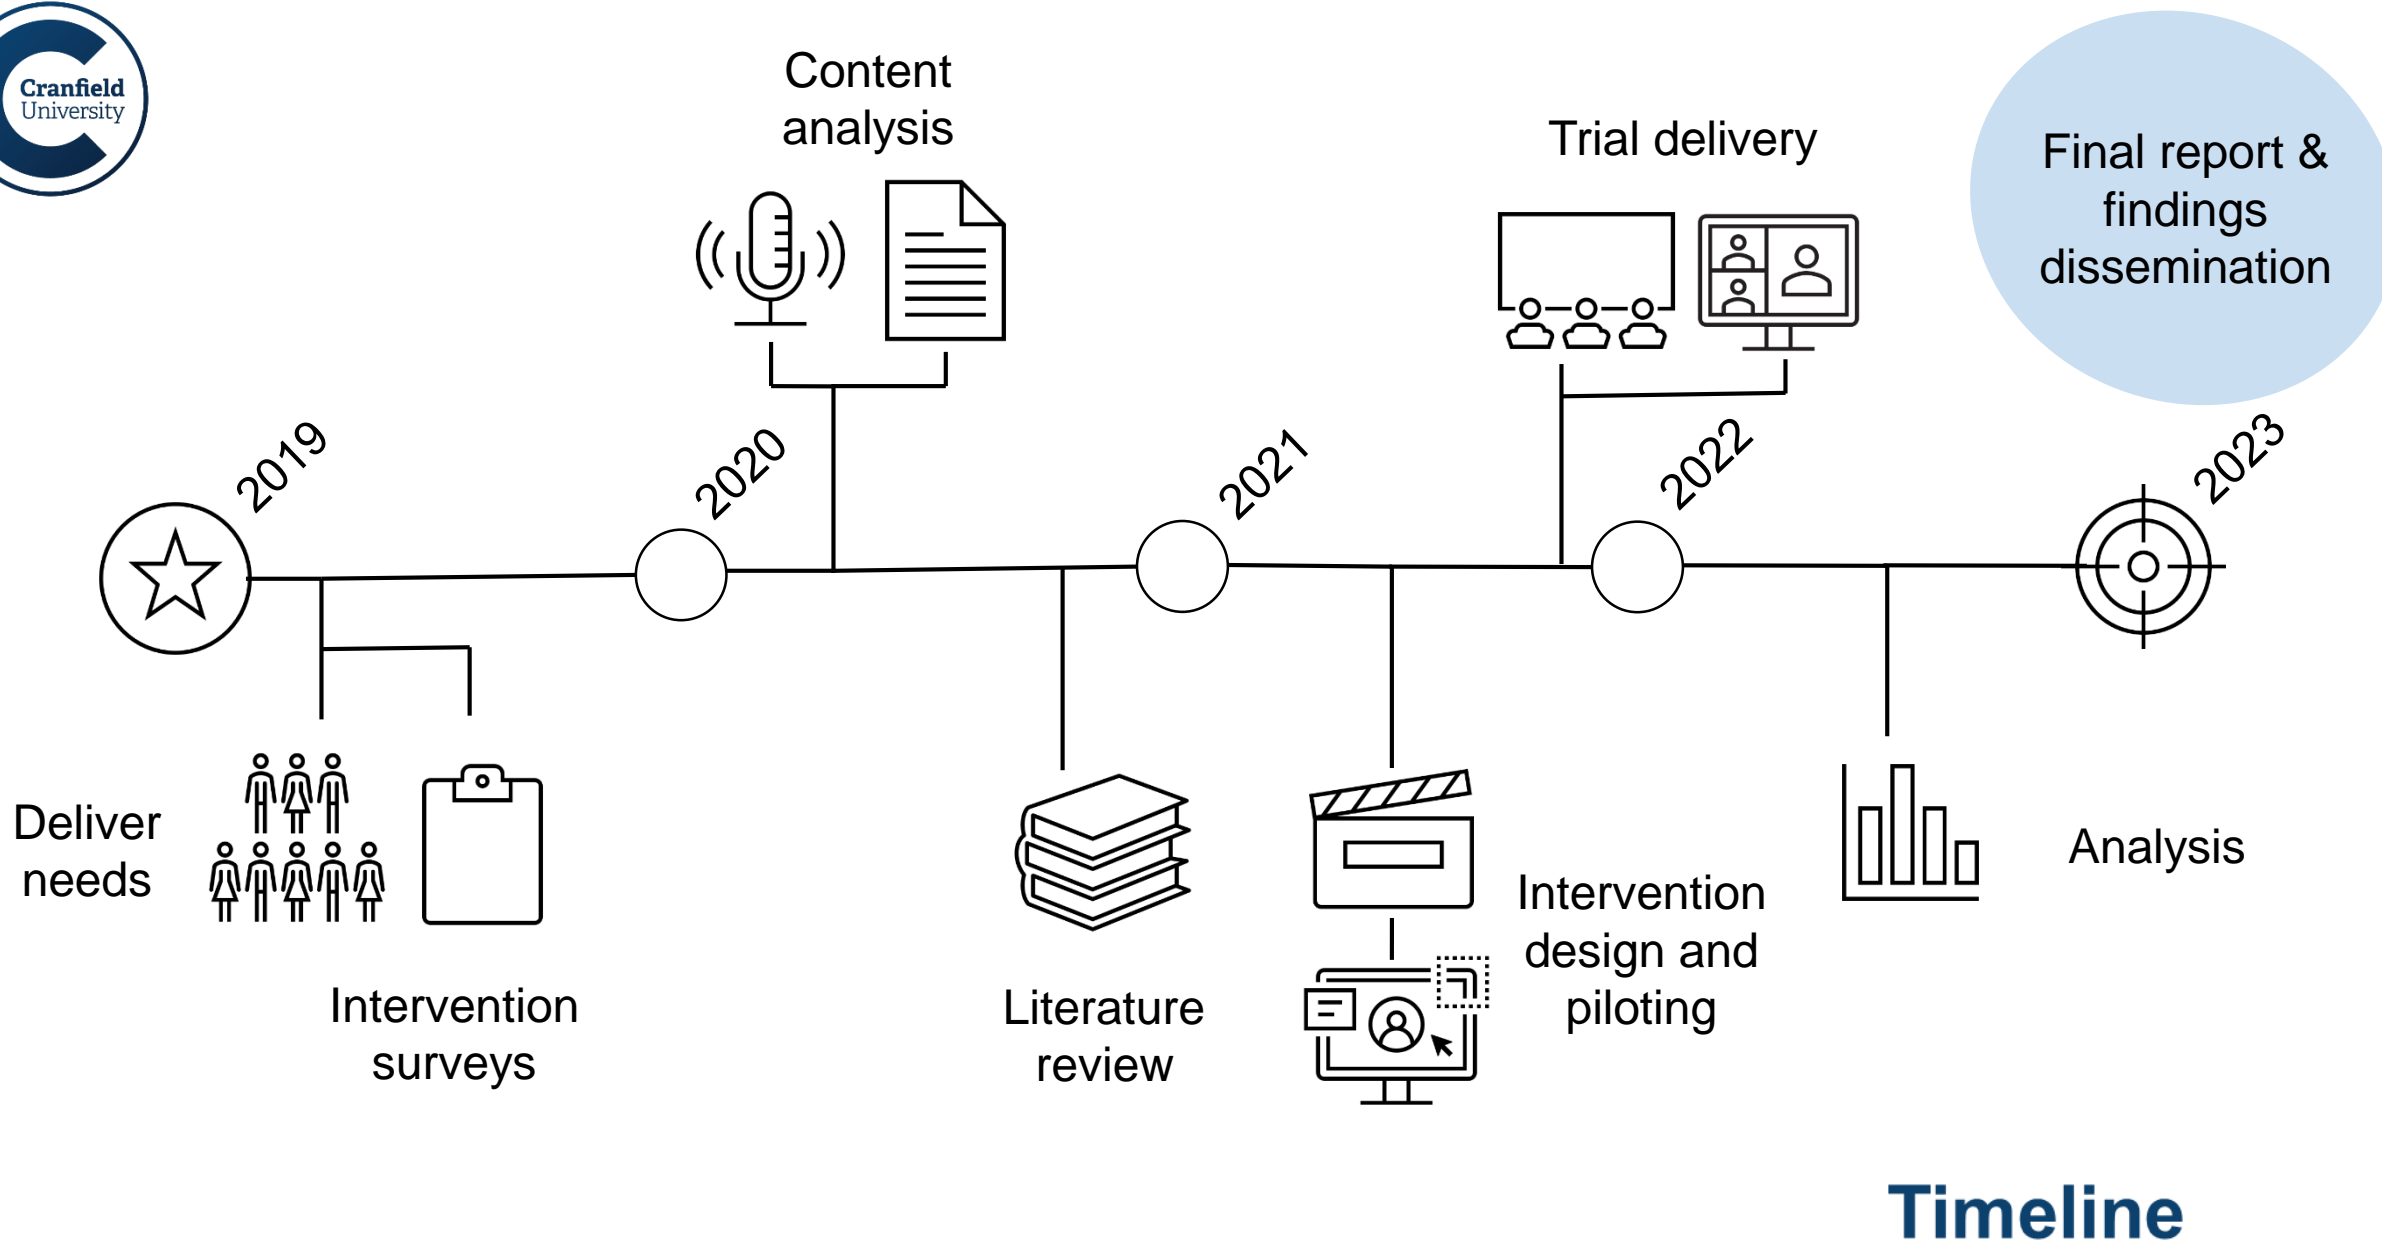 Cranfield
University
Content
analysis
Trial delivery
Final report &
findings
dissemination
2019
2020
2021
2022
2023
Deliver
needs
Intervention
surveys
Literature
review
Intervention
design and
piloting
Analysis
Timeline